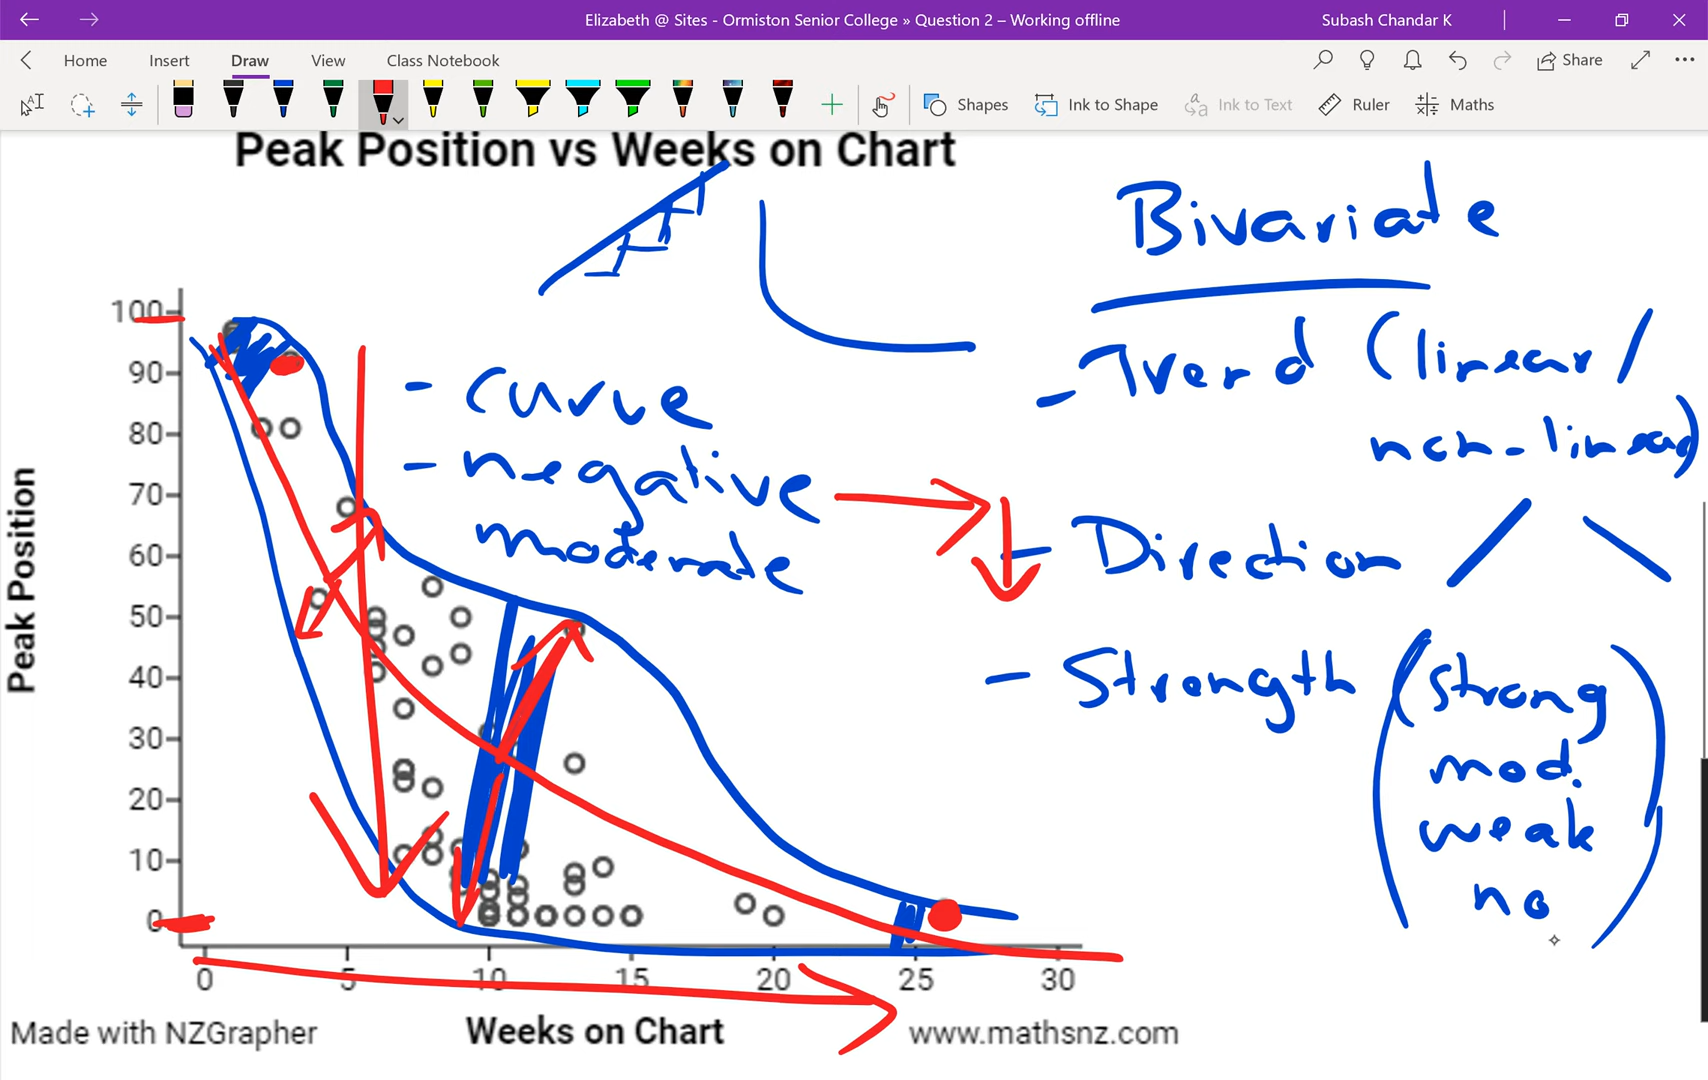 Elizabeth @ Sites - Ormiston Senior College » Question 2 – Working offline
Subash Chandar K
Home Insert Draw View Class Notebook
Share
Shapes Ink to Shape Ink to Text Ruler Maths
Peak Position vs Weeks on Chart
Bivariate
- Trend (linear/
non-linear)
- curve
- negative
moderate
- Direction
- Strength (strong
mod.
weak
no)
Peak Position
100
90
80
70
60
50
40
30
20
10
0
0 5 10 15 20 25 30
Made with NZGrapher
Weeks on Chart
www.mathsnz.com